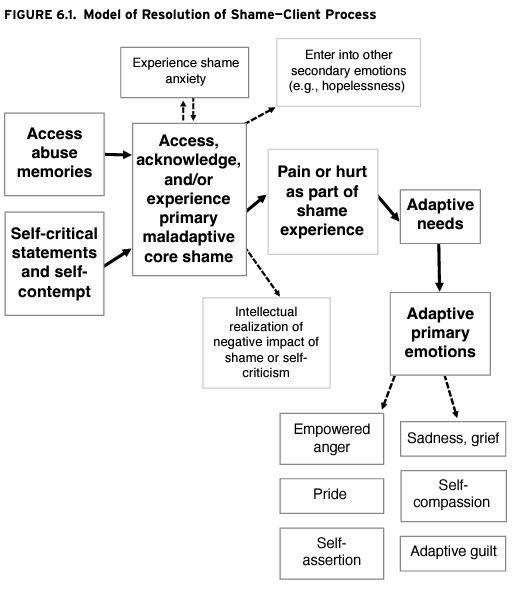 FIGURE 6.1. Model of Resolution of Shame–Client Process
Experience shame
anxiety
Enter into other
secondary emotions
(e.g., hopelessness)
Access
abuse
memories
Access,
acknowledge,
and/or
experience
primary
maladaptive
core shame
Pain or hurt
as part of
shame
experience
Adaptive
needs
Self-critical
statements
and self-
contempt
Intellectual
realization of
negative impact of
shame or self-
criticism
Adaptive
primary
emotions
Empowered
anger
Sadness, grief
Pride
Self-
compassion
Self-
assertion
Adaptive guilt